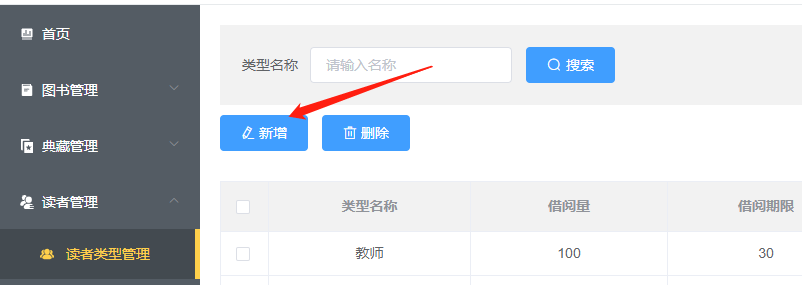 首页
图书管理
典藏管理
读者管理
读者类型管理
类型名称 请输入名称 搜索
新增 删除
类型名称 借阅量 借阅期限
教师 100 30